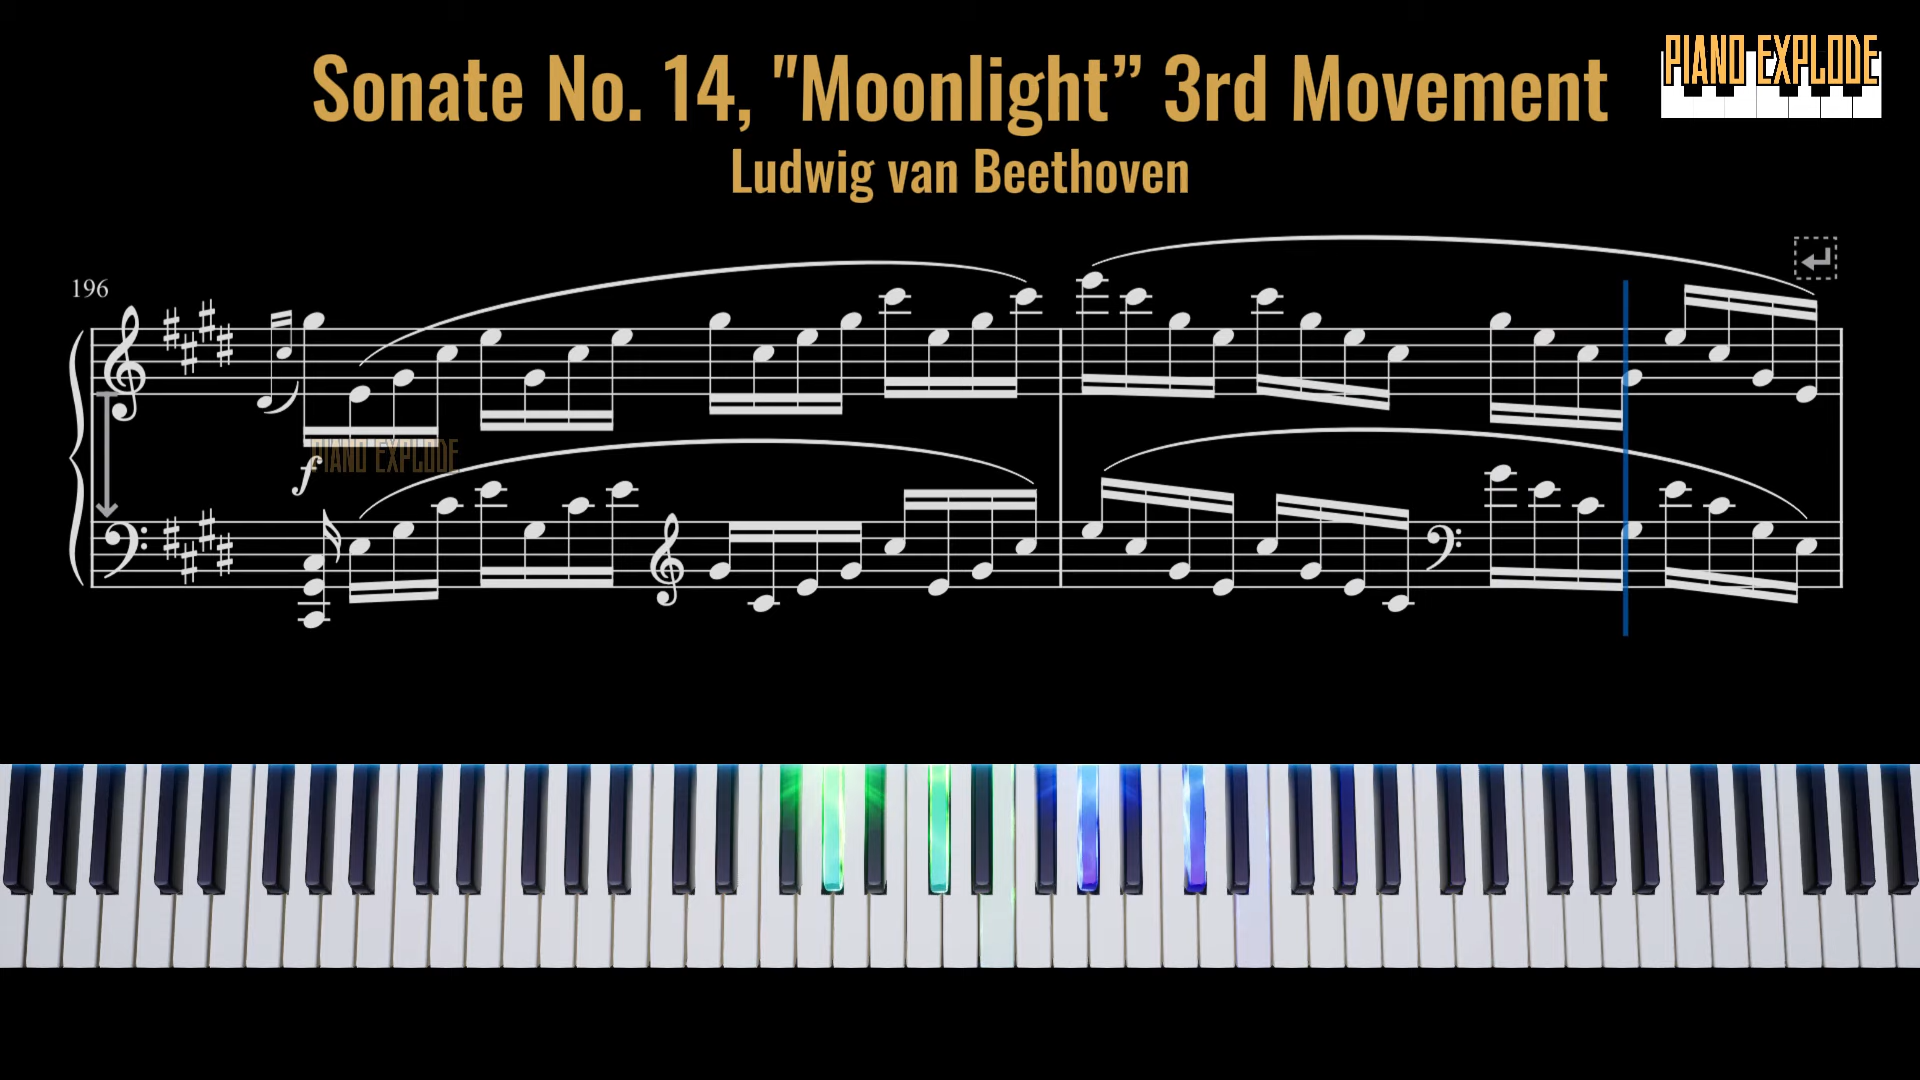 PIANO EXPLODE
Sonate No. 14, "Moonlight” 3rd Movement
Ludwig van Beethoven
196
PIANO EXPLODE
f